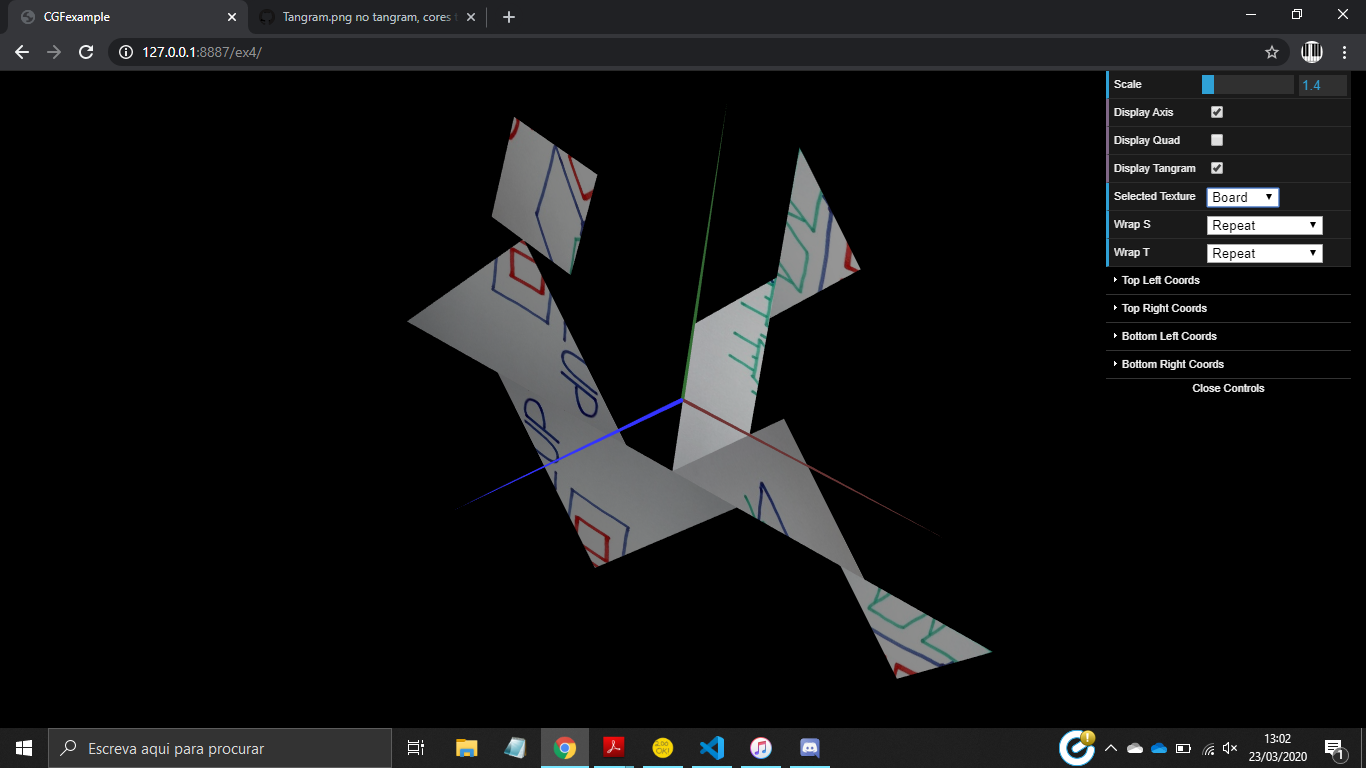 CGFexample
Tangram.png no tangram, cores
127.0.0.1:8887/ex4/
Scale 1.4
Display Axis
Display Quad
Display Tangram
Selected Texture Board
Wrap S Repeat
Wrap T Repeat
Top Left Coords
Top Right Coords
Bottom Left Coords
Bottom Right Coords
Close Controls
Escreva aqui para procurar
13:02
23/03/2020
1